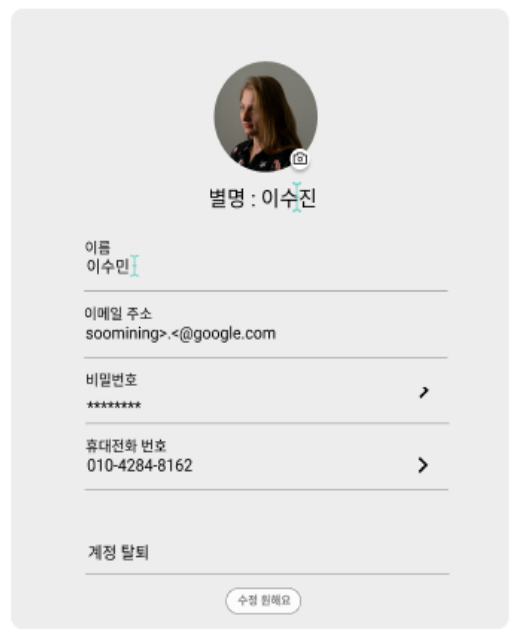 별명 : 이수진
이름
이수민
이메일 주소
soomining>.<@google.com
비밀번호
********
휴대전화 번호
010-4284-8162
계정 탈퇴
수정 원해요